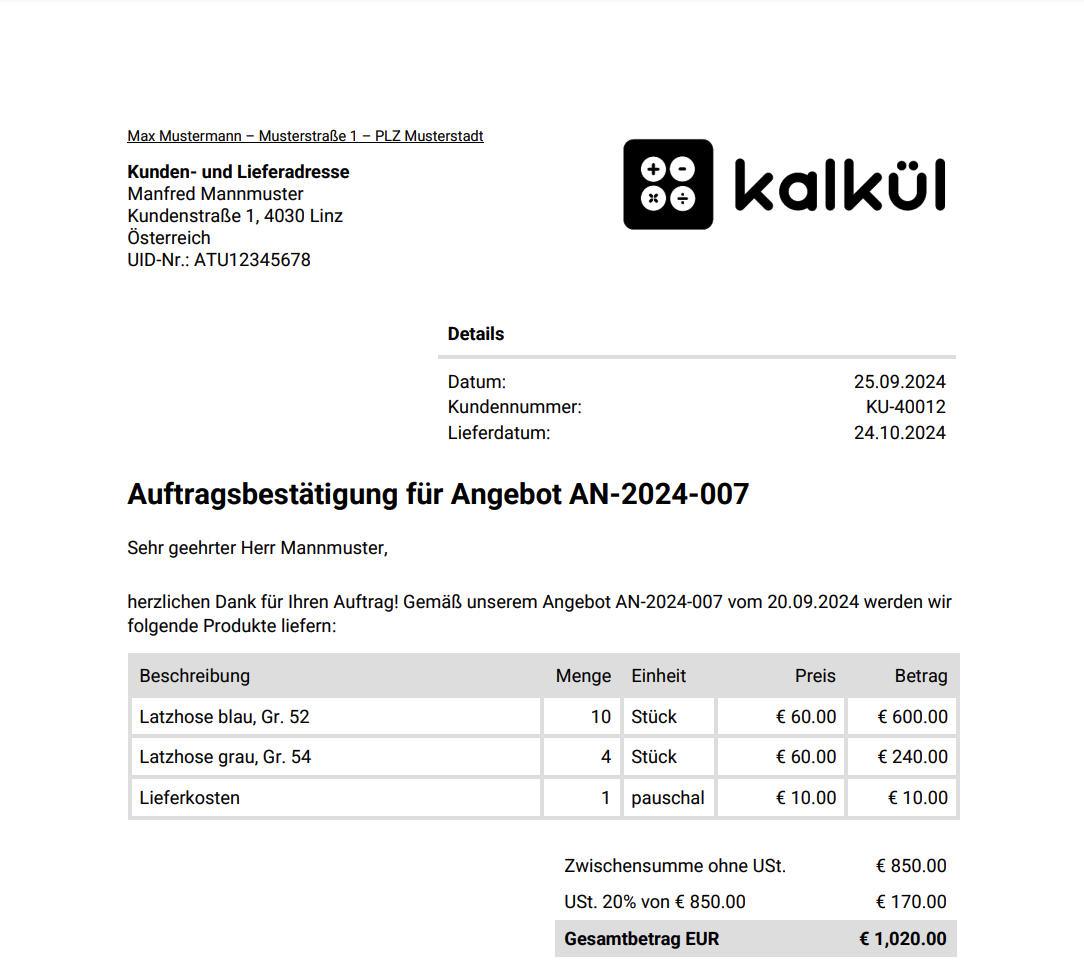 Max Mustermann – Musterstraße 1 – PLZ Musterstadt
kalkül
Kunden- und Lieferadresse
Manfred Mannmuster
Kundenstraße 1, 4030 Linz
Österreich
UID-Nr.: ATU12345678
Details
Datum: 25.09.2024
Kundennummer: KU-40012
Lieferdatum: 24.10.2024
Auftragsbestätigung für Angebot AN-2024-007
Sehr geehrter Herr Mannmuster,
herzlichen Dank für Ihren Auftrag! Gemäß unserem Angebot AN-2024-007 vom 20.09.2024 werden wir
folgende Produkte liefern:
Beschreibung Menge Einheit Preis Betrag
Latzhose blau, Gr. 52 10 Stück € 60.00 € 600.00
Latzhose grau, Gr. 54 4 Stück € 60.00 € 240.00
Lieferkosten 1 pauschal € 10.00 € 10.00
Zwischensumme ohne USt. € 850.00
USt. 20% von € 850.00 € 170.00
Gesamtbetrag EUR € 1,020.00